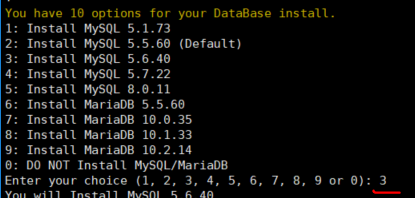 You have 10 options for your DataBase install.
1: Install MySQL 5.1.73
2: Install MySQL 5.5.60 (Default)
3: Install MySQL 5.6.40
4: Install MySQL 5.7.22
5: Install MySQL 8.0.11
6: Install MariaDB 5.5.60
7: Install MariaDB 10.0.35
8: Install MariaDB 10.1.33
9: Install MariaDB 10.2.14
0: DO NOT Install MySQL/MariaDB
Enter your choice (1, 2, 3, 4, 5, 6, 7, 8, 9 or 0): 3
You will Install MySQL 5.6.40